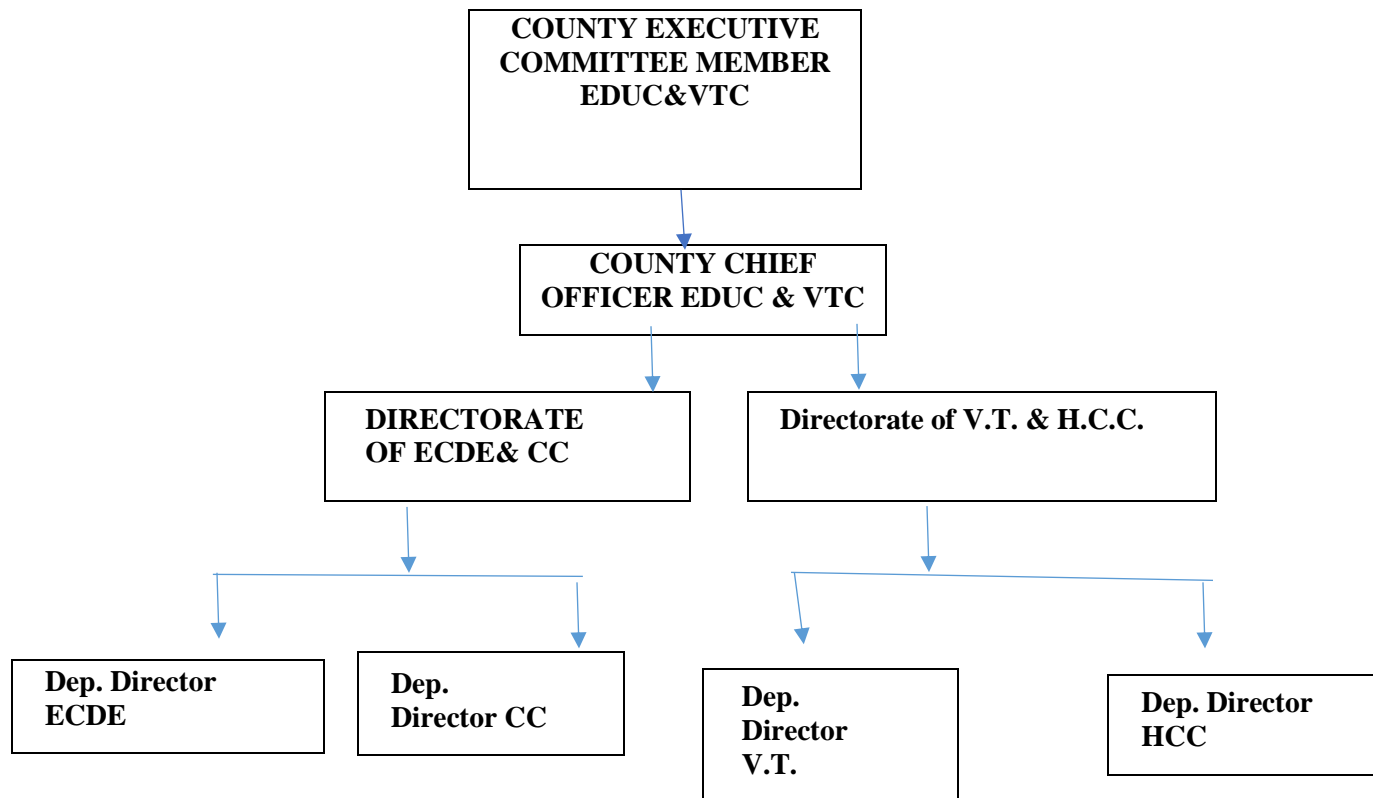 COUNTY EXECUTIVE
COMMITTEE MEMBER
EDUC&VTC
COUNTY CHIEF
OFFICER EDUC & VTC
DIRECTORATE
OF ECDE& CC
Directorate of V.T. & H.C.C.
Dep. Director
ECDE
Dep.
Director CC
Dep.
Director
V.T.
Dep. Director
HCC